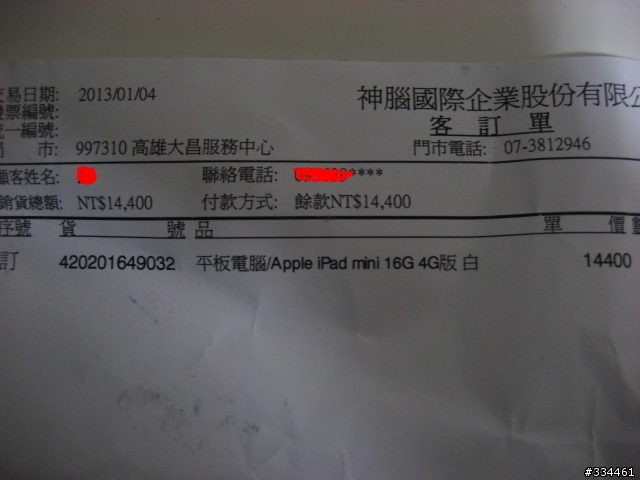 易日期: 2013/01/04 神腦國際企業股份有限公
票編號: 客訂單
一編號:
市: 997310 高雄大昌服務中心 門市電話: 07-3812946
顧客姓名: 聯絡電話: ****
貨總額: NT$14,400 付款方式: 餘款NT$14,400
序號 貨 號 品 單 價
訂 420201649032 平板電腦/Apple iPad mini 16G 4G版 白 14400
#334461